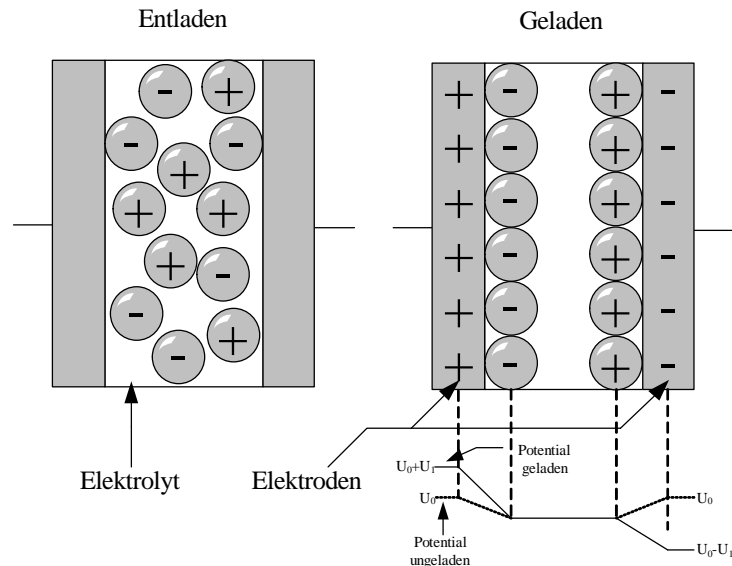 Entladen
Geladen
Elektrolyt
Elektroden
Potential
geladen
U0+U1
U0
U0
Potential
ungeladen
U0-U1